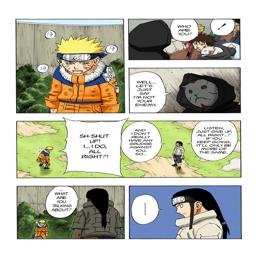 WHO
ARE
YOU?
WELL...
LET'S
JUST
SAY
I'M NOT
YOUR
ENEMY.
SH-SHUT
UP!
I... I DO,
ALL
RIGHT?!
AND I
DON'T
REALLY
HAVE ANY
GRUDGE
AGAINST
YOU,
SO...
LISTEN,
JUST GIVE
UP, ALL
RIGHT...? IF
YOU KEEP
GOING,
IT'LL ONLY
BE MORE
OF THE
SAME.
WHAT
ARE YOU
TALKING
ABOUT?